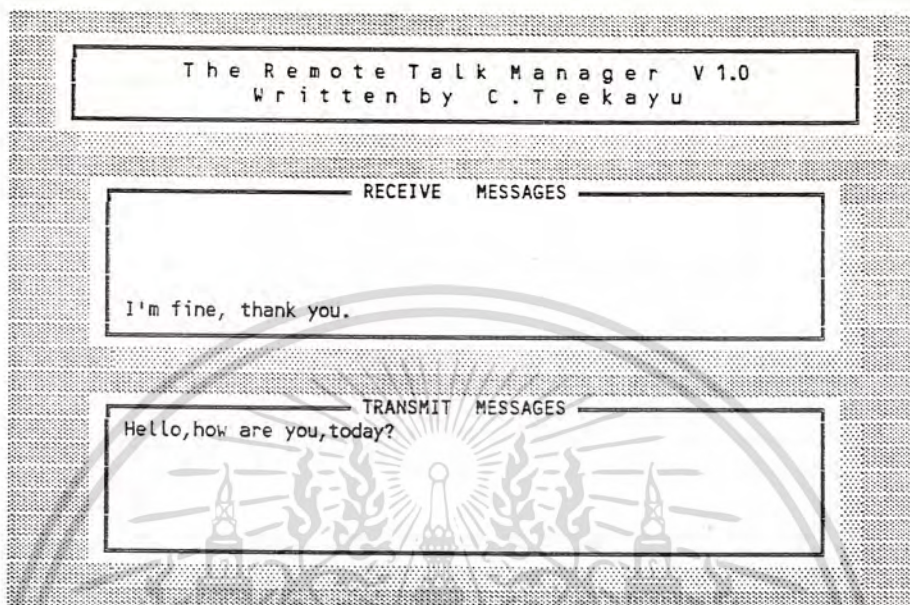 The Remote Talk Manager V 1.0
Written by C.Teekayu
RECEIVE MESSAGES
I'm fine, thank you.
TRANSMIT MESSAGES
Hello,how are you,today?